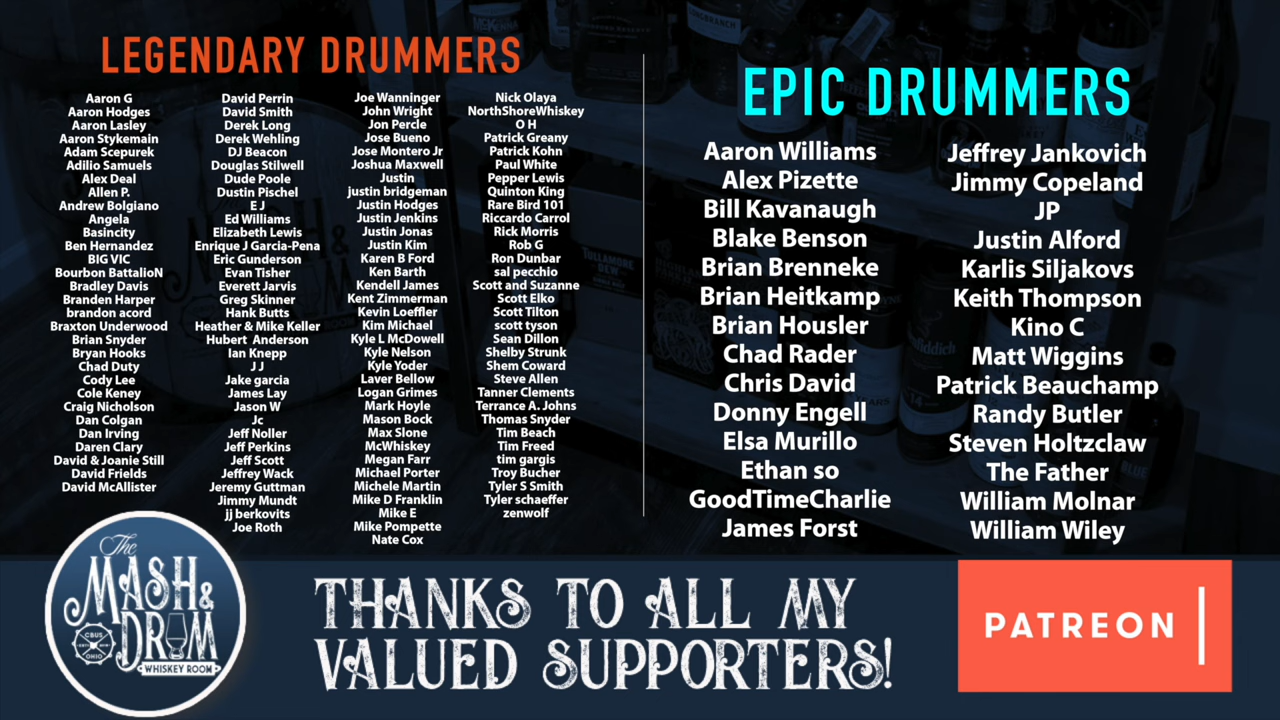 LEGENDARY DRUMMERS
Aaron G
Aaron Hodges
Aaron Lasley
Aaron Stykemain
Adam Scepurek
Adilio Samuels
Alex Deal
Allen P.
Andrew Bolgiano
Angela
Basincity
Ben Hernandez
BIG VIC
Bourbon BattalioN
Bradley Davis
Branden Harper
brandon acord
Braxton Underwood
Brian Snyder
Bryan Hooks
Chad Duty
Cody Lee
Cole Keney
Craig Nicholson
Dan Colgan
Dan Irving
Daren Clary
David & Joanie Still
David Fields
David McAllister
David Perrin
David Smith
Derek Long
Derek Wehling
DJ Beacon
Douglas Stilwell
Dude Poole
Dustin Pischel
E J
Ed Williams
Elizabeth Lewis
Enrique J Garcia-Pena
Eric Gunderson
Evan Tisher
Everett Jarvis
Greg Skinner
Hank Butts
Heather & Mike Keller
Hubert Anderson
Ian Knepp
J J
Jake garcia
James Lay
Jason W
Jc
Jeff Noller
Jeff Perkins
Jeff Scott
Jeffrey Wack
Jeremy Guttman
Jimmy Mundt
jj berkovits
Joe Roth
Joe Wanninger
John Wright
Jon Percle
Jose Bueno
Jose Montero Jr
Joshua Maxwell
Justin
justin bridgeman
Justin Hodges
Justin Jenkins
Justin Jonas
Justin Kim
Karen B Ford
Ken Barth
Kendell James
Kent Zimmerman
Kevin Loeffler
Kim Michael
Kyle L McDowell
Kyle Nelson
Kyle Yoder
Laver Bellow
Logan Grimes
Mark Hoyle
Mason Bock
Max Slone
McWhiskey
Megan Farr
Michael Porter
Michele Martin
Mike D Franklin
Mike E
Mike Pompette
Nate Cox
Nick Olaya
NorthShoreWhiskey
O H
Patrick Greany
Patrick Kohn
Paul White
Pepper Lewis
Quinton King
Rare Bird 101
Riccardo Carrol
Rick Morris
Rob G
Ron Dunbar
sal pecchio
Scott and Suzanne
Scott Elko
Scott Tilton
scott tyson
Sean Dillon
Shelby Strunk
Shem Coward
Steve Allen
Tanner Clements
Terrance A. Johns
Thomas Snyder
Tim Beach
Tim Freed
tim gargis
Troy Bucher
Tyler S Smith
Tyler schaeffer
zenwolf
EPIC DRUMMERS
Aaron Williams
Alex Pizette
Bill Kavanaugh
Blake Benson
Brian Brenneke
Brian Heitkamp
Brian Housler
Chad Rader
Chris David
Donny Engell
Elsa Murillo
Ethan so
GoodTimeCharlie
James Forst
Jeffrey Jankovich
Jimmy Copeland
JP
Justin Alford
Karlis Siljakovs
Keith Thompson
Kino C
Matt Wiggins
Patrick Beauchamp
Randy Butler
Steven Holtzclaw
The Father
William Molnar
William Wiley
The
MASH &
DRUM
CBUS
OHIO
WHISKEY ROOM
THANKS TO ALL MY
VALUED SUPPORTERS!
PATREON